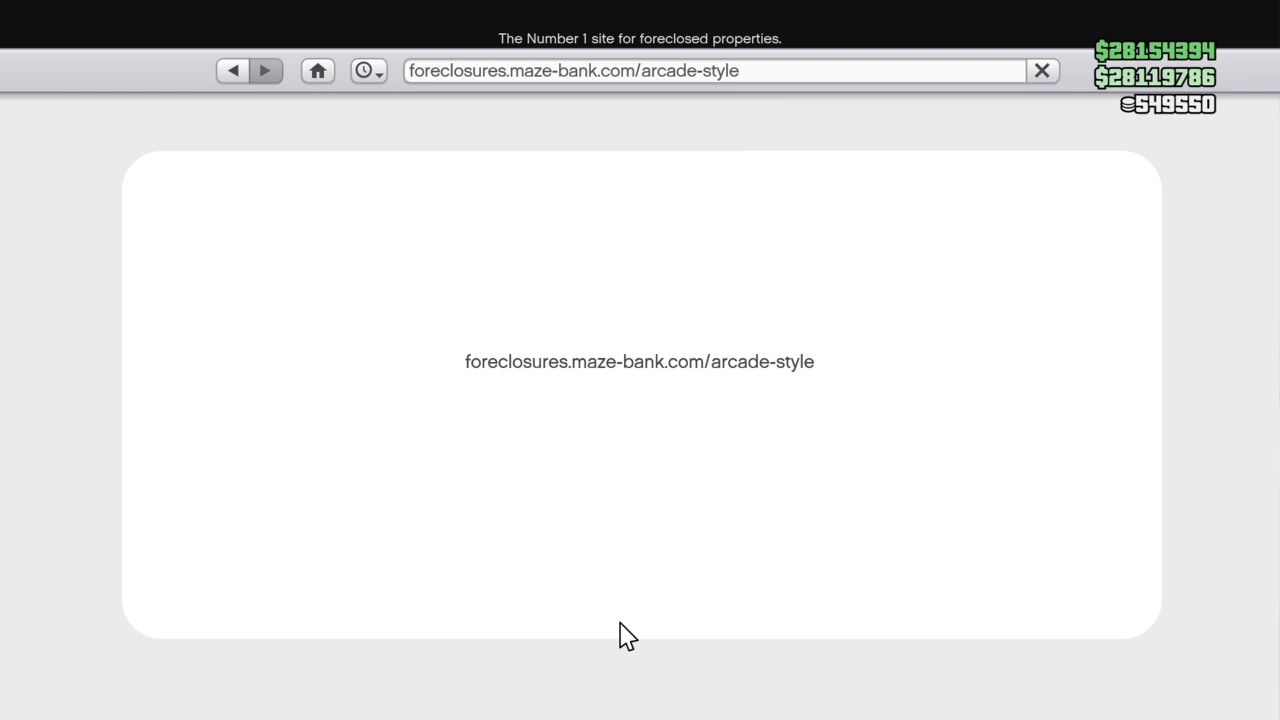 The Number 1 site for foreclosed properties.
$28154394
foreclosures.maze-bank.com/arcade-style
$28119786
549550
foreclosures.maze-bank.com/arcade-style